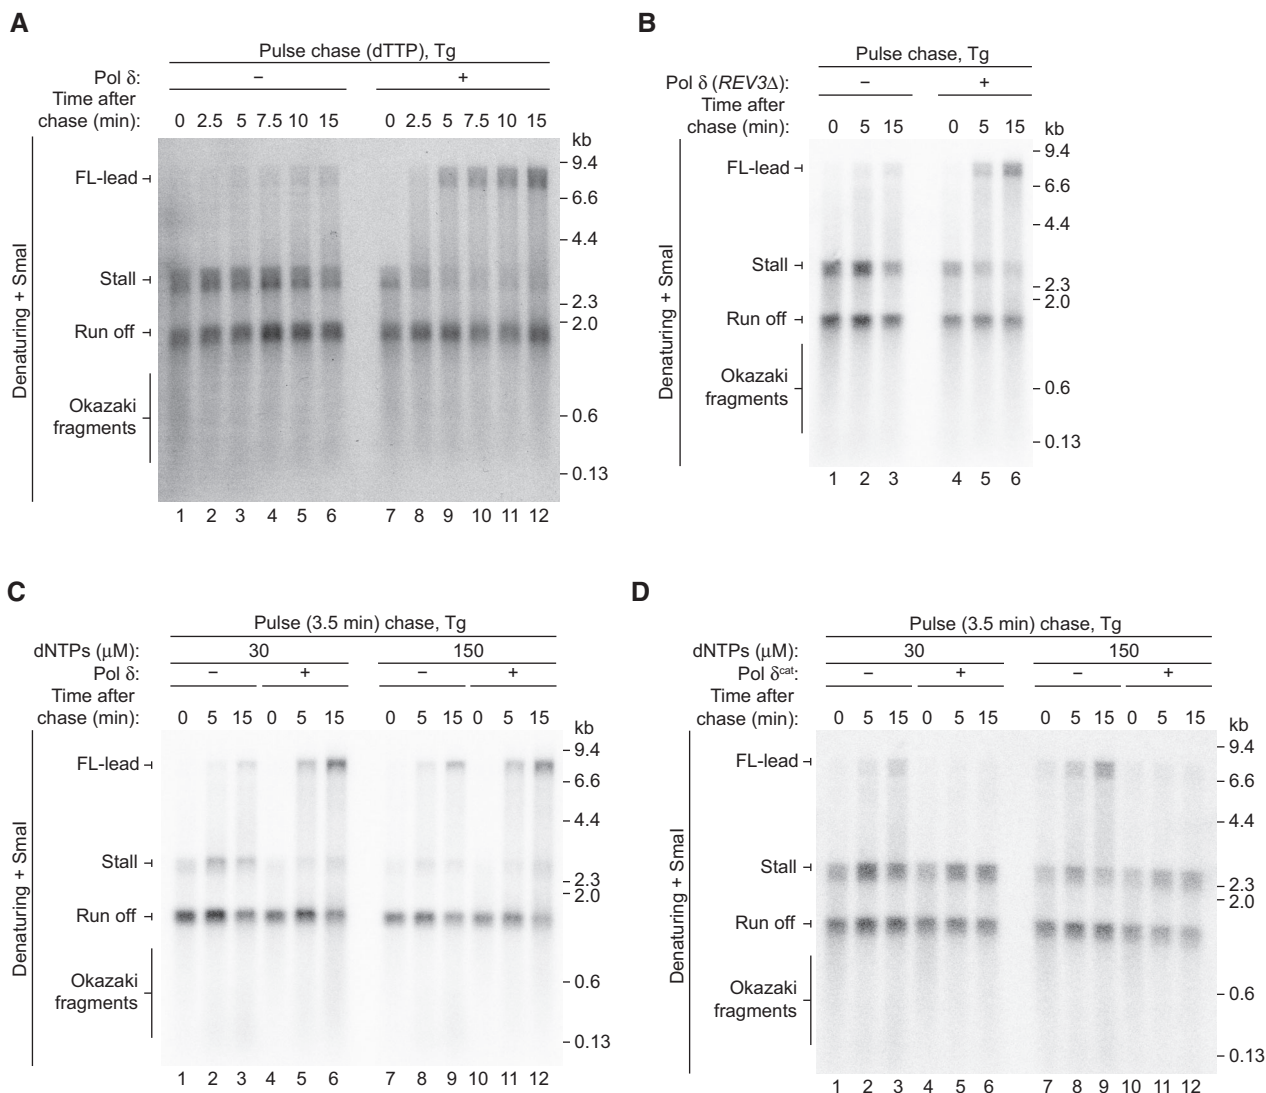 A
Pulse chase (dTTP), Tg
Pol δ: − +
Time after
chase (min): 0 2.5 5 7.5 10 15 0 2.5 5 7.5 10 15
kb
FL-lead
Stall
Run off
Okazaki
fragments
Denaturing + SmaI
9.4
6.6
4.4
2.3
2.0
0.6
0.13
1 2 3 4 5 6 7 8 9 10 11 12
B
Pulse chase, Tg
Pol δ (REV3Δ): − +
Time after
chase (min): 0 5 15 0 5 15
kb
FL-lead
Stall
Run off
Okazaki
fragments
Denaturing + SmaI
9.4
6.6
4.4
2.3
2.0
0.6
0.13
1 2 3 4 5 6
C
Pulse (3.5 min) chase, Tg
dNTPs (μM): 30 150
Pol δ: − + − +
Time after
chase (min): 0 5 15 0 5 15 0 5 15 0 5 15
kb
FL-lead
Stall
Run off
Okazaki
fragments
Denaturing + SmaI
9.4
6.6
4.4
2.3
2.0
0.6
0.13
1 2 3 4 5 6 7 8 9 10 11 12
D
Pulse (3.5 min) chase, Tg
dNTPs (μM): 30 150
Pol δcat: − + − +
Time after
chase (min): 0 5 15 0 5 15 0 5 15 0 5 15
kb
FL-lead
Stall
Run off
Okazaki
fragments
Denaturing + SmaI
9.4
6.6
4.4
2.3
2.0
0.6
0.13
1 2 3 4 5 6 7 8 9 10 11 12